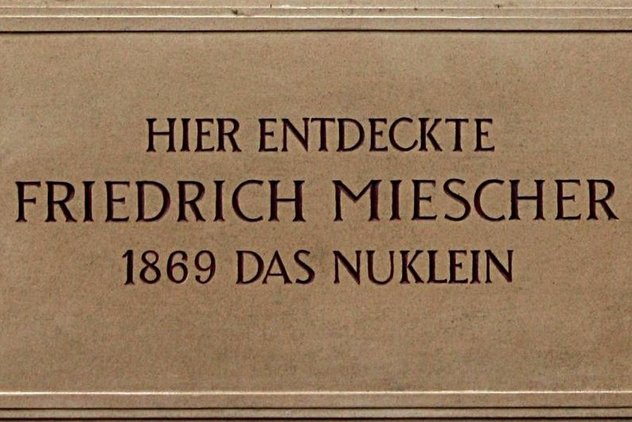 HIER ENTDECKTE
FRIEDRICH MIESCHER
1869 DAS NUKLEIN